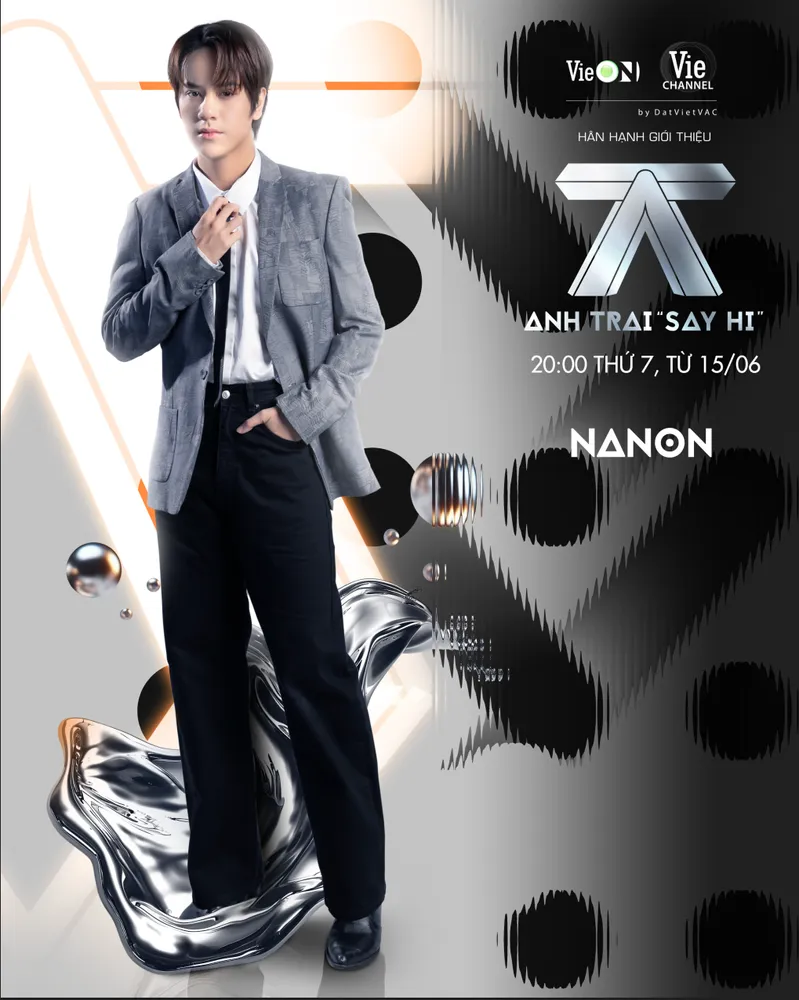 VieON
Vie
CHANNEL
by DatVietVAC
HÂN HẠNH GIỚI THIỆU
ANH TRAI "SAY HI"
20:00 THỨ 7, TỪ 15/06
NANON